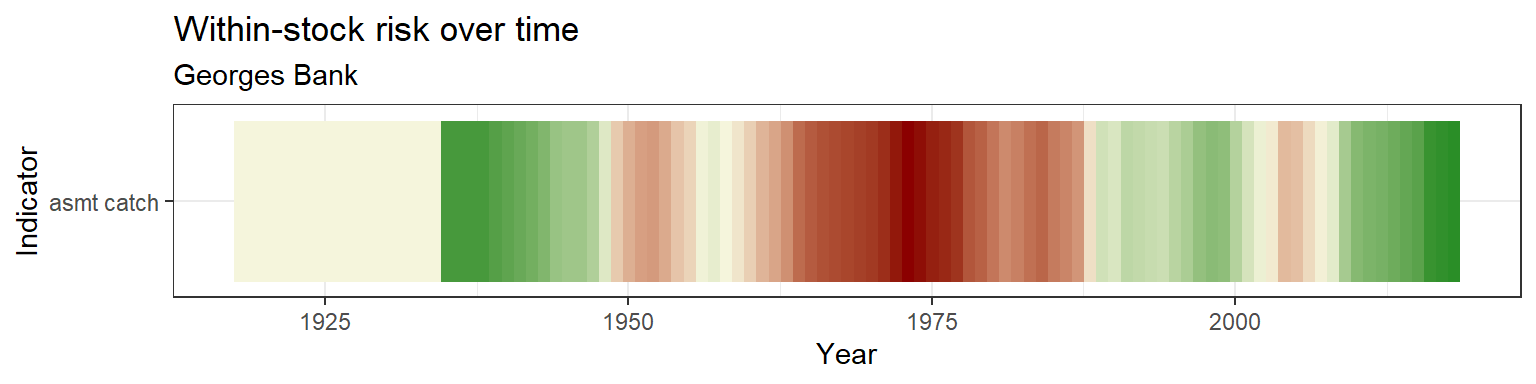 Within-stock risk over time
Georges Bank
Indicator
asmt catch
1925 1950 1975 2000
Year